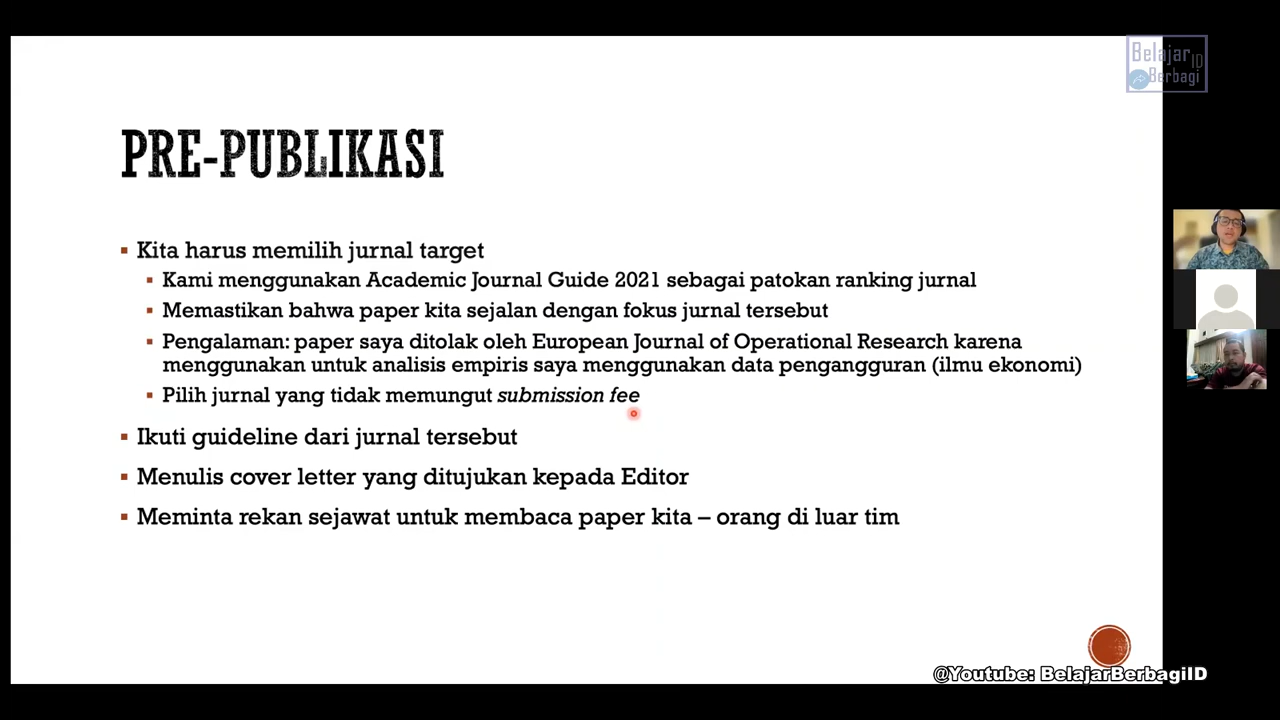 Belajar ID
Berbagi
PRE-PUBLIKASI
▪ Kita harus memilih jurnal target
▪ Kami menggunakan Academic Journal Guide 2021 sebagai patokan ranking jurnal
▪ Memastikan bahwa paper kita sejalan dengan fokus jurnal tersebut
▪ Pengalaman: paper saya ditolak oleh European Journal of Operational Research karena
menggunakan untuk analisis empiris saya menggunakan data pengangguran (ilmu ekonomi)
▪ Pilih jurnal yang tidak memungut submission fee
▪ Ikuti guideline dari jurnal tersebut
▪ Menulis cover letter yang ditujukan kepada Editor
▪ Meminta rekan sejawat untuk membaca paper kita – orang di luar tim
@Youtube: BelajarBerbagiID